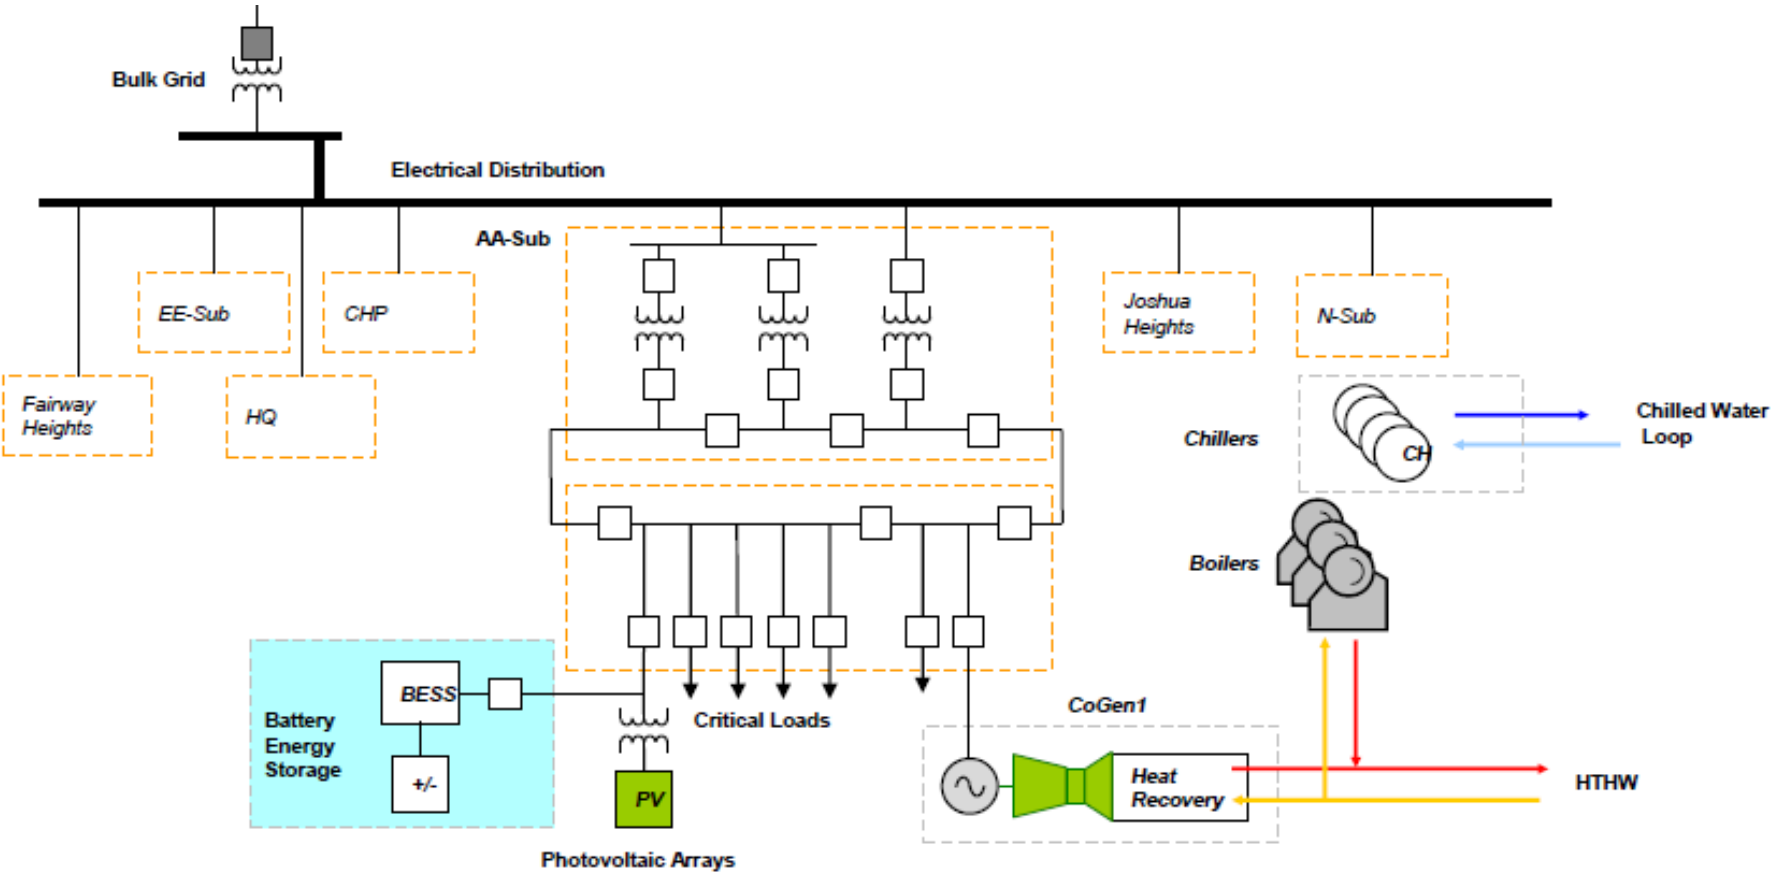 Bulk Grid
Electrical Distribution
AA-Sub
EE-Sub
CHP
Joshua
Heights
N-Sub
Fairway
Heights
HQ
Chillers
CH
Chilled Water
Loop
Boilers
BESS
Battery
Energy
Storage
+/-
Critical Loads
PV
Photovoltaic Arrays
CoGen1
Heat
Recovery
HTHW